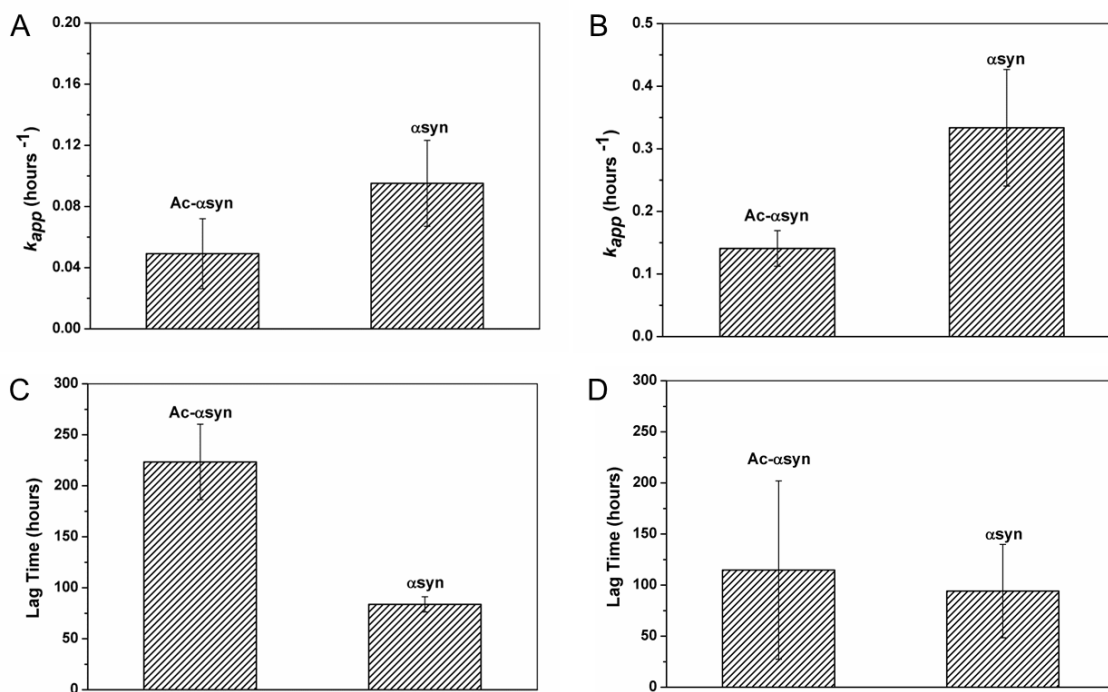 A
0.20
0.16
0.12
0.08
0.04
0.00
k_app (hours -1)
Ac-αsyn
αsyn
B
0.5
0.4
0.3
0.2
0.1
0.0
k_app (hours -1)
Ac-αsyn
αsyn
C
300
250
200
150
100
50
0
Lag Time (hours)
Ac-αsyn
αsyn
D
300
250
200
150
100
50
0
Lag Time (hours)
Ac-αsyn
αsyn